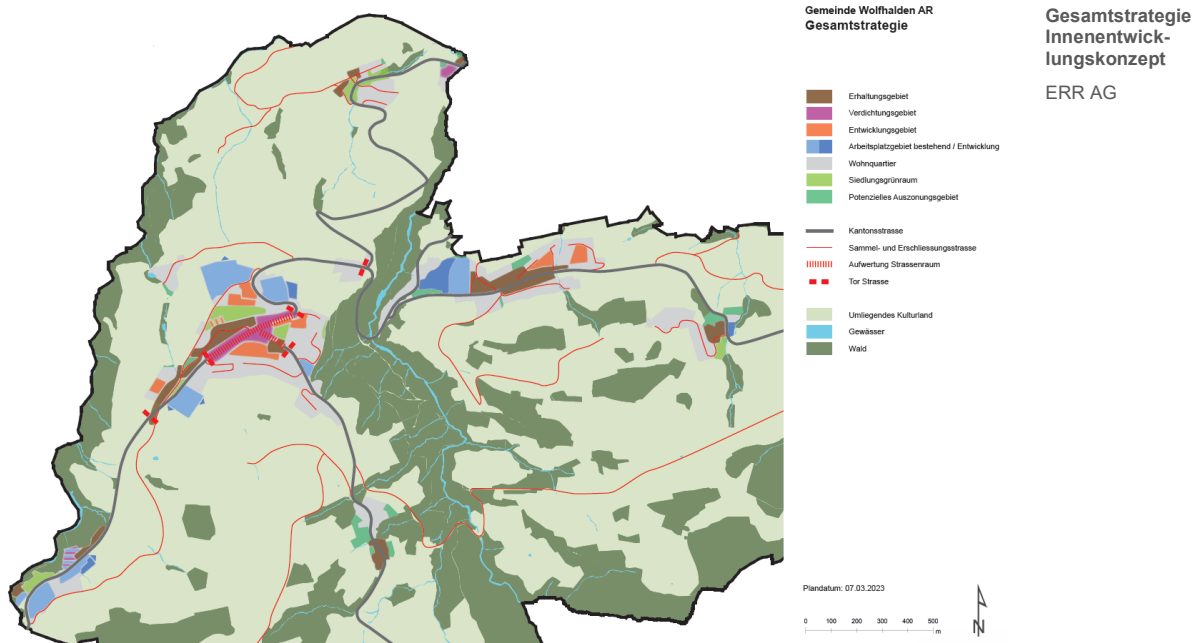 Gemeinde Wolfhalden AR
Gesamtstrategie
Gesamtstrategie
Innenentwick-
lungskonzept
ERR AG
Erhaltungsgebiet
Verdichtungsgebiet
Entwicklungsgebiet
Arbeitsplatzgebiet bestehend / Entwicklung
Wohnquartier
Siedlungsgrünraum
Potenzielles Auszonungsgebiet
Kantonsstrasse
Sammel- und Erschliessungsstrasse
Aufwertung Strassenraum
Tor Strasse
Umliegendes Kulturland
Gewässer
Wald
Plandatum: 07.03.2023
0 100 200 300 400 500
m
N